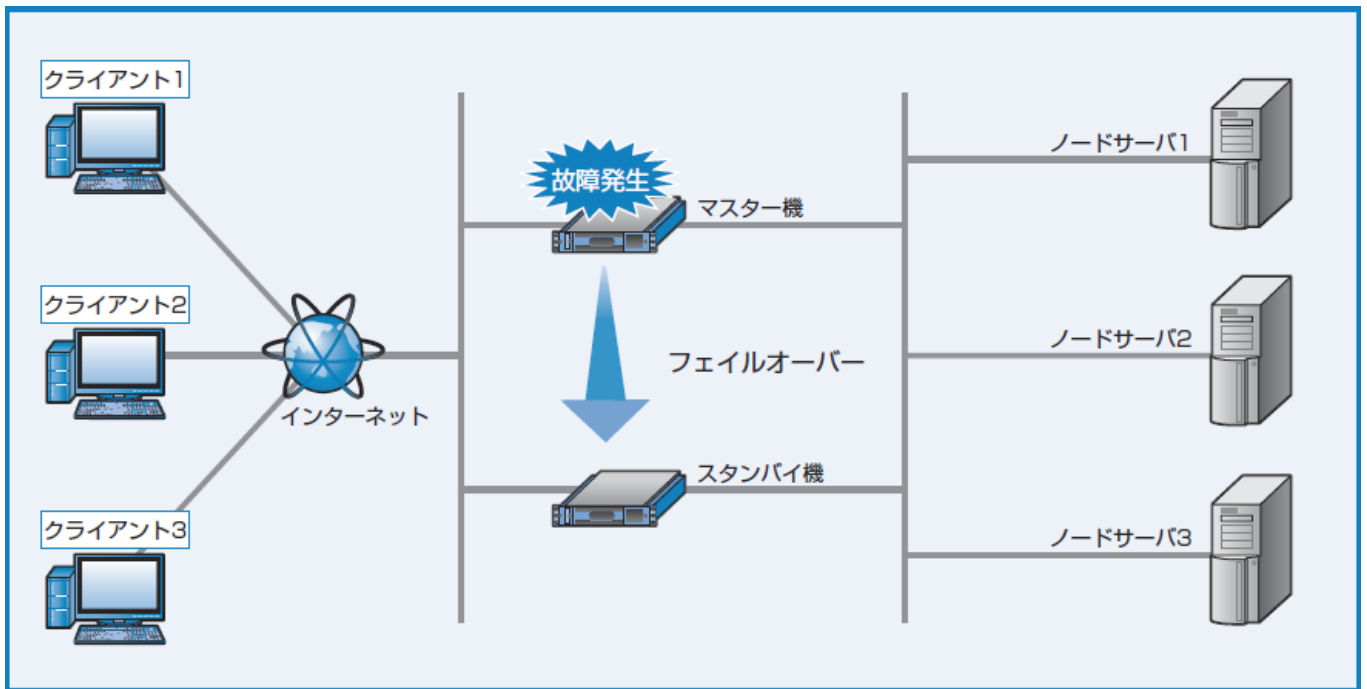 クライアント1
クライアント2
クライアント3
インターネット
故障発生
マスター機
フェイルオーバー
スタンバイ機
ノードサーバ1
ノードサーバ2
ノードサーバ3